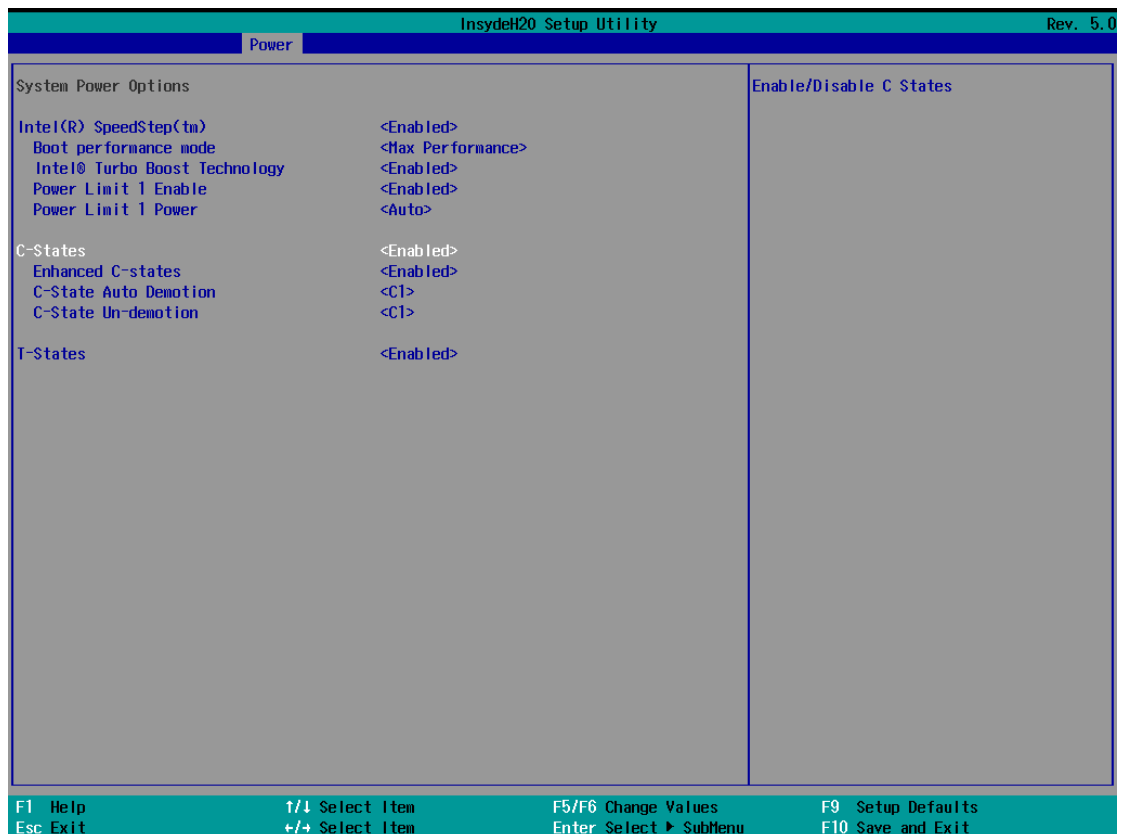 InsydeH20 Setup Utility Rev. 5.0
Power
System Power Options
Enable/Disable C States
Intel(R) SpeedStep(tm) <Enabled>
Boot performance mode <Max Performance>
Intel® Turbo Boost Technology <Enabled>
Power Limit 1 Enable <Enabled>
Power Limit 1 Power <Auto>
C-States <Enabled>
Enhanced C-states <Enabled>
C-State Auto Demotion <C1>
C-State Un-demotion <C1>
T-States <Enabled>
F1 Help ↑/↓ Select Item F5/F6 Change Values F9 Setup Defaults
Esc Exit ←/→ Select Item Enter Select ▶ SubMenu F10 Save and Exit